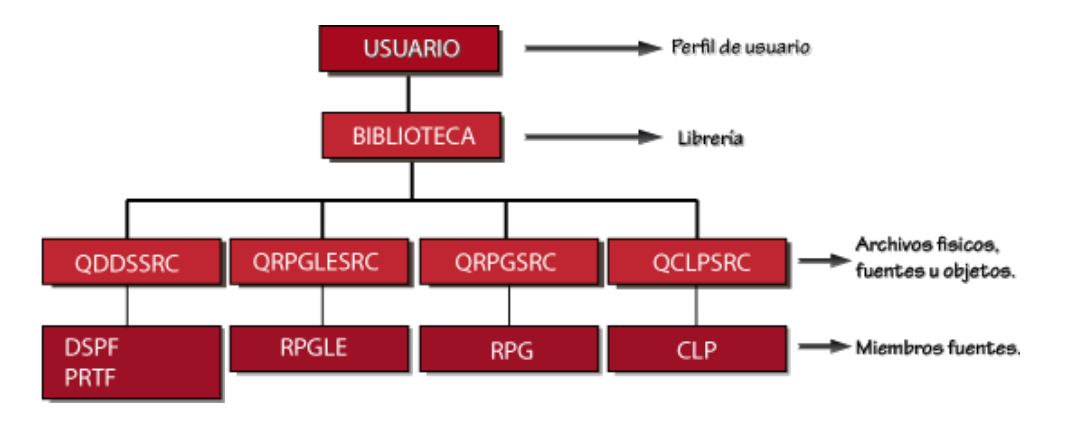 USUARIO
Perfil de usuario
BIBLIOTECA
Librería
QDDSSRC
QRPGLESRC
QRPGSRC
QCLPSRC
Archivos fisicos,
fuentes u objetos.
DSPF
PRTF
RPGLE
RPG
CLP
Miembros fuentes.